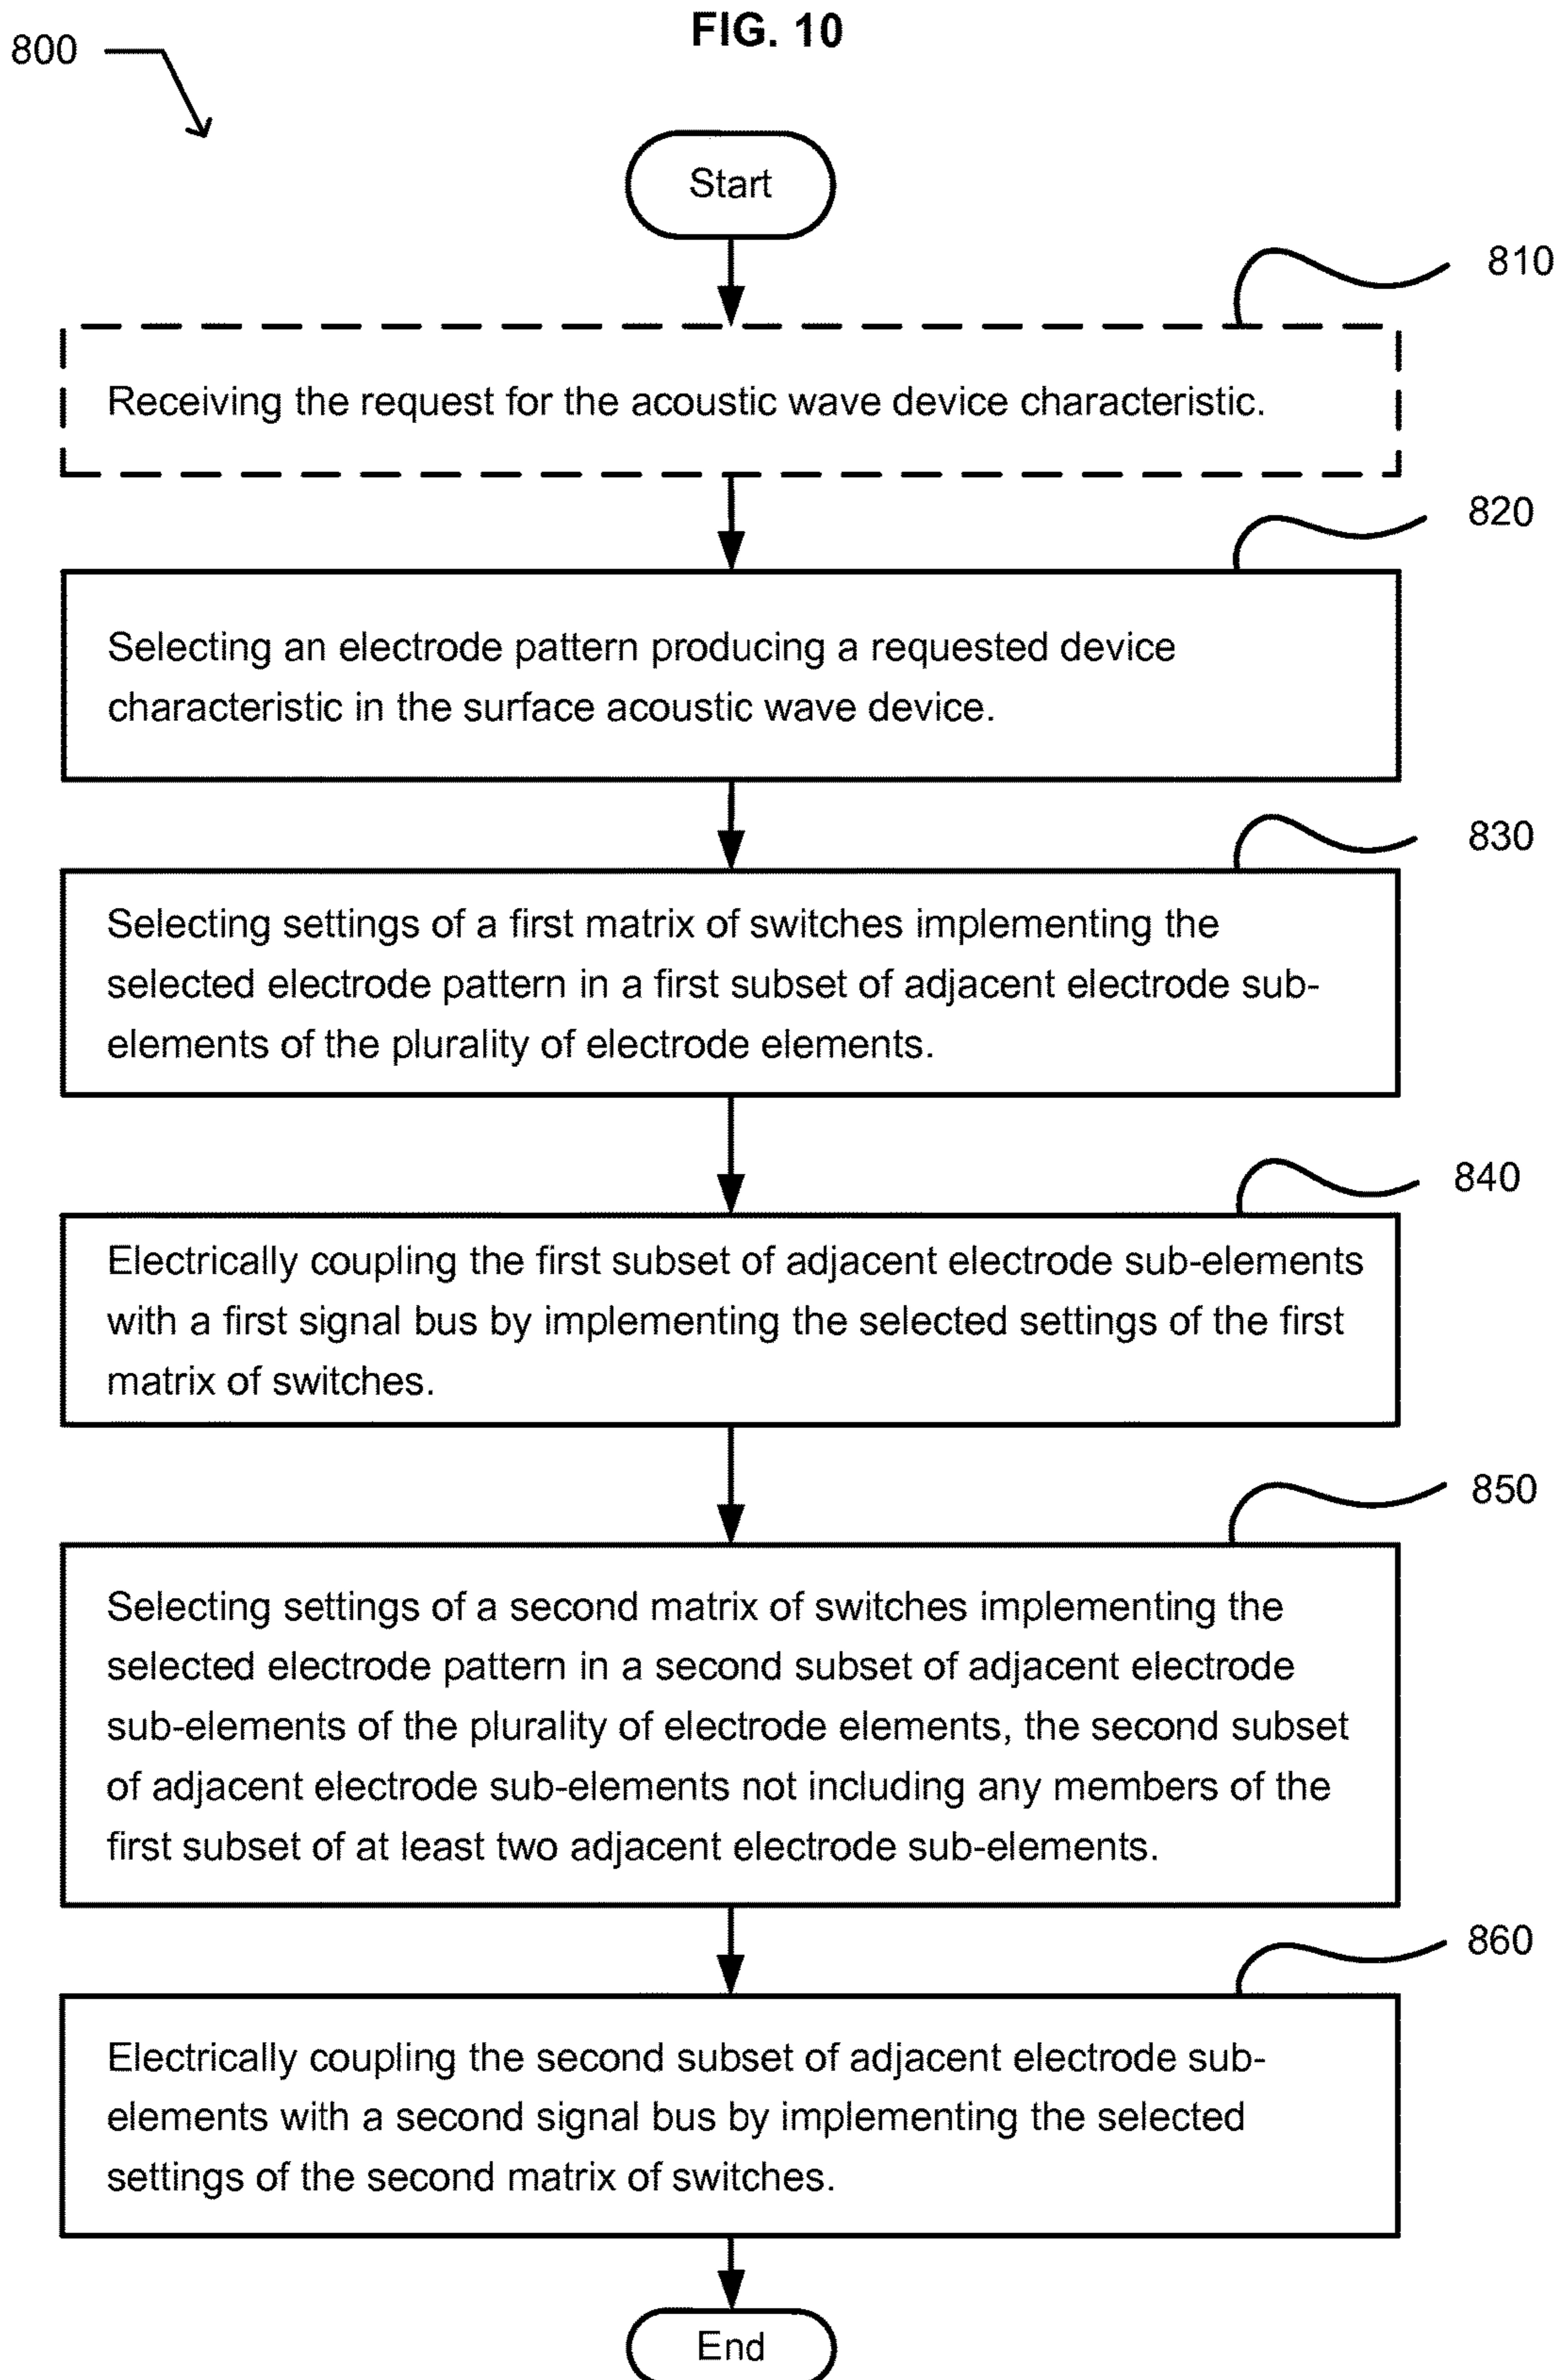 FIG. 10
800
Start
810
Receiving the request for the acoustic wave device characteristic.
820
Selecting an electrode pattern producing a requested device
characteristic in the surface acoustic wave device.
830
Selecting settings of a first matrix of switches implementing the
selected electrode pattern in a first subset of adjacent electrode sub-
elements of the plurality of electrode elements.
840
Electrically coupling the first subset of adjacent electrode sub-elements
with a first signal bus by implementing the selected settings of the first
matrix of switches.
850
Selecting settings of a second matrix of switches implementing the
selected electrode pattern in a second subset of adjacent electrode
sub-elements of the plurality of electrode elements, the second subset
of adjacent electrode sub-elements not including any members of the
first subset of at least two adjacent electrode sub-elements.
860
Electrically coupling the second subset of adjacent electrode sub-
elements with a second signal bus by implementing the selected
settings of the second matrix of switches.
End